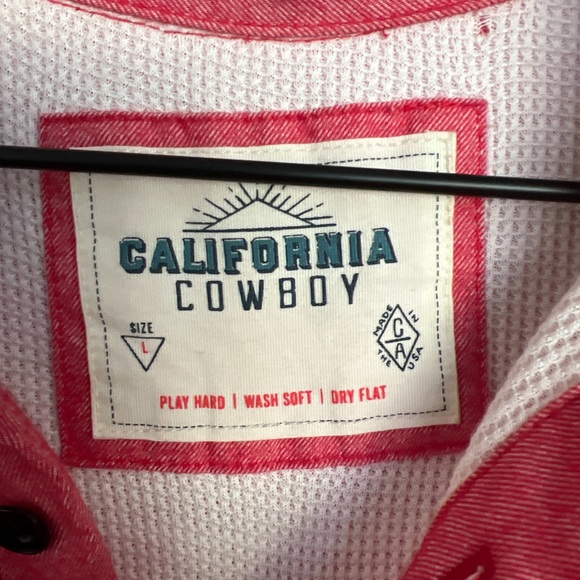 CALIFORNIA
COWBOY
SIZE
L
MADE IN
THE USA
C
A
PLAY HARD | WASH SOFT | DRY FLAT